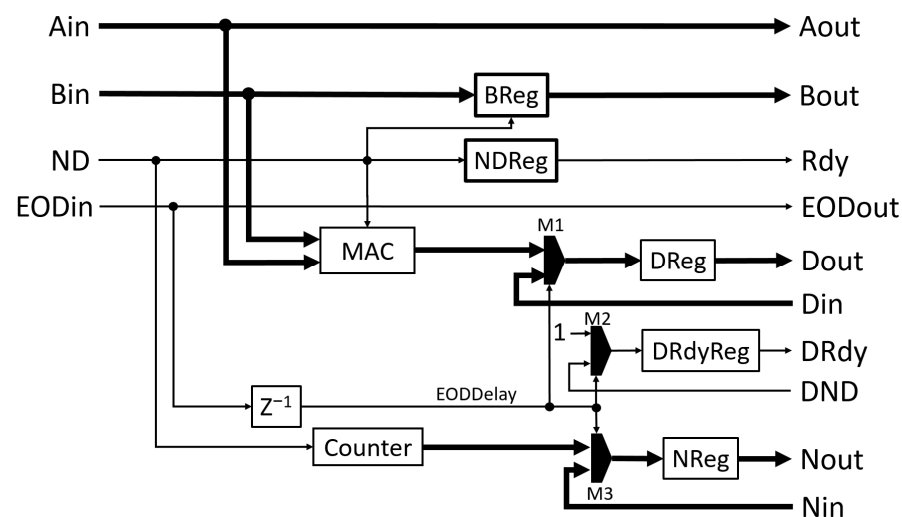 Ain
Aout
Bin
BReg
Bout
ND
NDReg
Rdy
EODin
EODout
M1
MAC
DReg
Dout
Din
M2
1
DRdyReg
DRdy
DND
EODDelay
Z⁻¹
Counter
NReg
Nout
M3
Nin